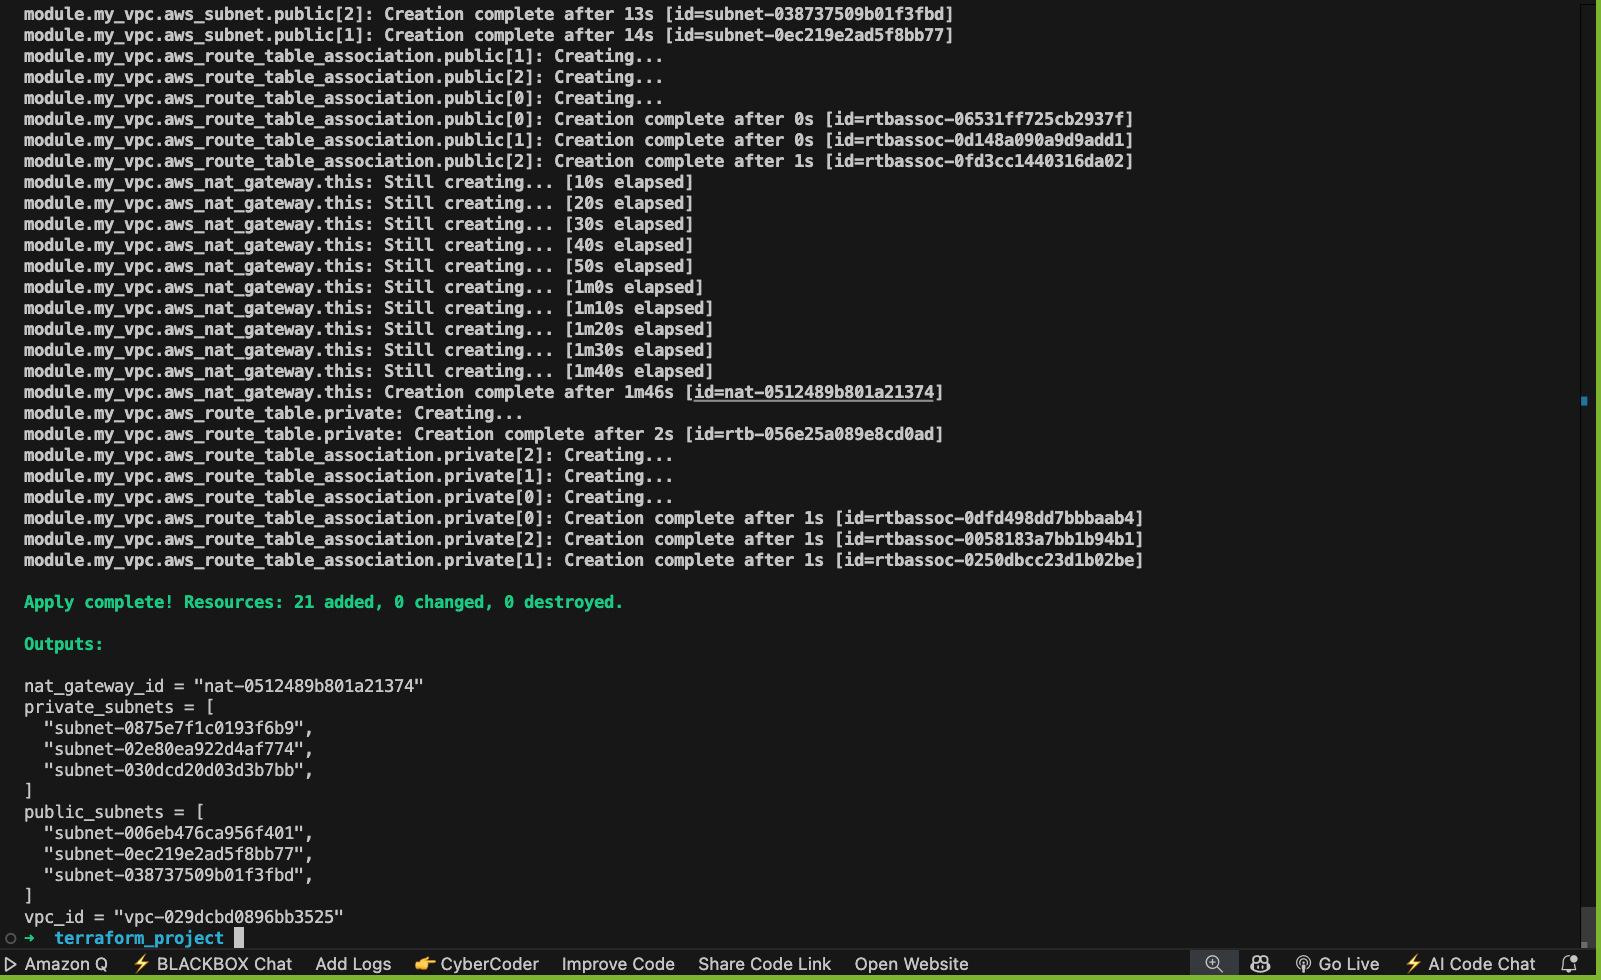 module.my_vpc.aws_subnet.public[2]: Creation complete after 13s [id=subnet-038737509b01f3fbd]
module.my_vpc.aws_subnet.public[1]: Creation complete after 14s [id=subnet-0ec219e2ad5f8bb77]
module.my_vpc.aws_route_table_association.public[1]: Creating...
module.my_vpc.aws_route_table_association.public[2]: Creating...
module.my_vpc.aws_route_table_association.public[0]: Creating...
module.my_vpc.aws_route_table_association.public[0]: Creation complete after 0s [id=rtbassoc-06531ff725cb2937f]
module.my_vpc.aws_route_table_association.public[1]: Creation complete after 0s [id=rtbassoc-0d148a090a9d9add1]
module.my_vpc.aws_route_table_association.public[2]: Creation complete after 1s [id=rtbassoc-0fd3cc1440316da02]
module.my_vpc.aws_nat_gateway.this: Still creating... [10s elapsed]
module.my_vpc.aws_nat_gateway.this: Still creating... [20s elapsed]
module.my_vpc.aws_nat_gateway.this: Still creating... [30s elapsed]
module.my_vpc.aws_nat_gateway.this: Still creating... [40s elapsed]
module.my_vpc.aws_nat_gateway.this: Still creating... [50s elapsed]
module.my_vpc.aws_nat_gateway.this: Still creating... [1m0s elapsed]
module.my_vpc.aws_nat_gateway.this: Still creating... [1m10s elapsed]
module.my_vpc.aws_nat_gateway.this: Still creating... [1m20s elapsed]
module.my_vpc.aws_nat_gateway.this: Still creating... [1m30s elapsed]
module.my_vpc.aws_nat_gateway.this: Still creating... [1m40s elapsed]
module.my_vpc.aws_nat_gateway.this: Creation complete after 1m46s [id=nat-0512489b801a21374]
module.my_vpc.aws_route_table.private: Creating...
module.my_vpc.aws_route_table.private: Creation complete after 2s [id=rtb-056e25a089e8cd0ad]
module.my_vpc.aws_route_table_association.private[2]: Creating...
module.my_vpc.aws_route_table_association.private[1]: Creating...
module.my_vpc.aws_route_table_association.private[0]: Creating...
module.my_vpc.aws_route_table_association.private[0]: Creation complete after 1s [id=rtbassoc-0dfd498dd7bbbaab4]
module.my_vpc.aws_route_table_association.private[2]: Creation complete after 1s [id=rtbassoc-0058183a7bb1b94b1]
module.my_vpc.aws_route_table_association.private[1]: Creation complete after 1s [id=rtbassoc-0250dbcc23d1b02be]
Apply complete! Resources: 21 added, 0 changed, 0 destroyed.
Outputs:
nat_gateway_id = "nat-0512489b801a21374"
private_subnets = [
"subnet-0875e7f1c0193f6b9",
"subnet-02e80ea922d4af774",
"subnet-030dcd20d03d3b7bb",
]
public_subnets = [
"subnet-006eb476ca956f401",
"subnet-0ec219e2ad5f8bb77",
"subnet-038737509b01f3fbd",
]
vpc_id = "vpc-029dcbd0896bb3525"
➜ terraform_project
Amazon Q ⚡ BLACKBOX Chat Add Logs 👉 CyberCoder Improve Code Share Code Link Open Website Go Live ⚡ AI Code Chat